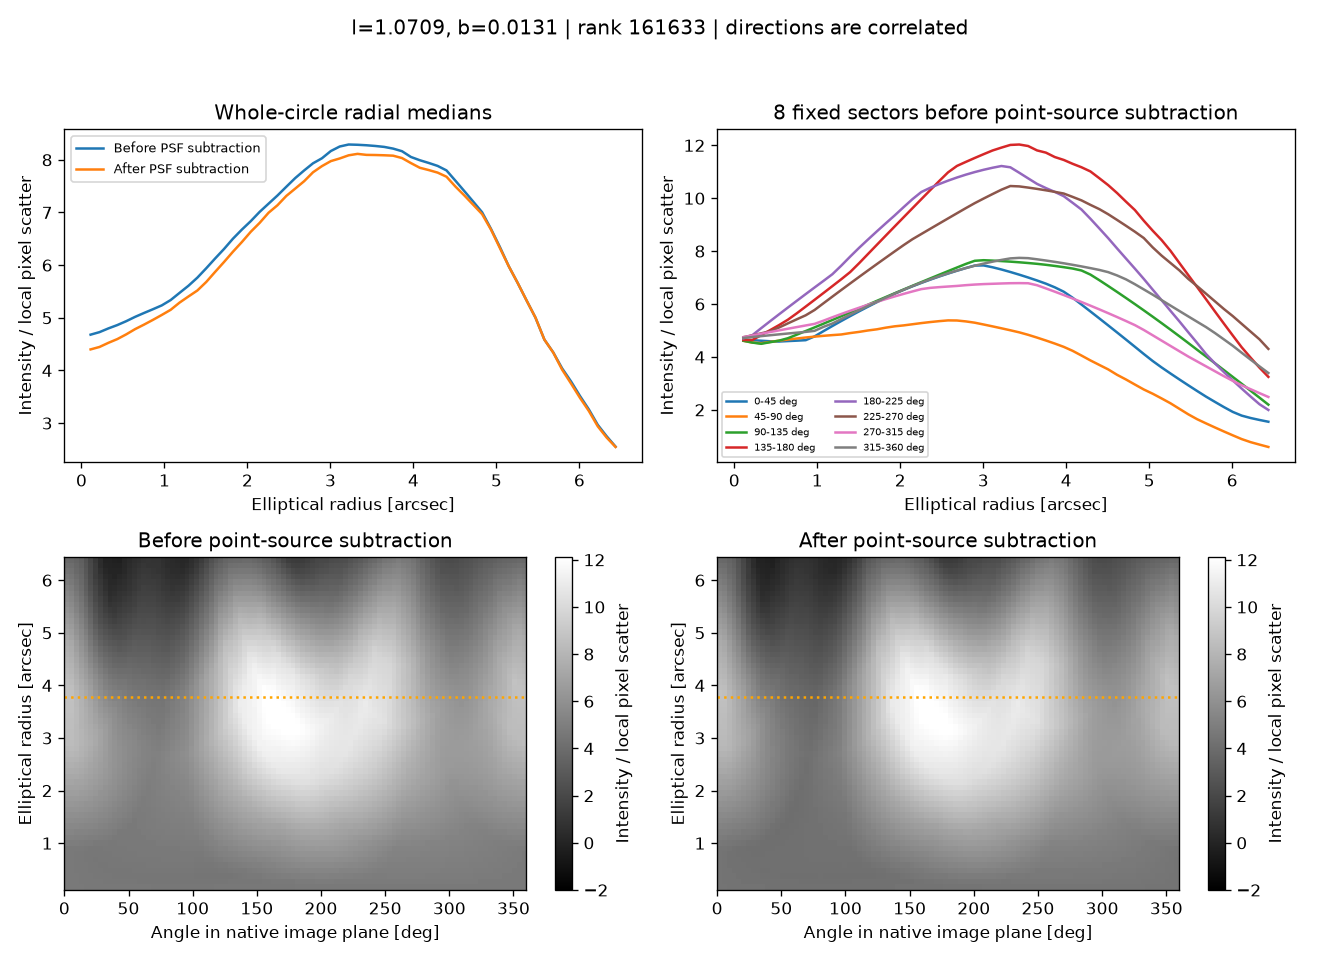 l=1.0709, b=0.0131 | rank 161633 | directions are correlated
Whole-circle radial medians
Before PSF subtraction
After PSF subtraction
Intensity / local pixel scatter
8
7
6
5
4
3
0 1 2 3 4 5 6
Elliptical radius [arcsec]
8 fixed sectors before point-source subtraction
Intensity / local pixel scatter
12
10
8
6
4
2
0-45 deg
45-90 deg
90-135 deg
135-180 deg
180-225 deg
225-270 deg
270-315 deg
315-360 deg
0 1 2 3 4 5 6
Elliptical radius [arcsec]
Before point-source subtraction
Elliptical radius [arcsec]
6
5
4
3
2
1
0 50 100 150 200 250 300 350
Angle in native image plane [deg]
12
10
8
6
4
2
0
−2
Intensity / local pixel scatter
After point-source subtraction
Elliptical radius [arcsec]
6
5
4
3
2
1
0 50 100 150 200 250 300 350
Angle in native image plane [deg]
12
10
8
6
4
2
0
−2
Intensity / local pixel scatter